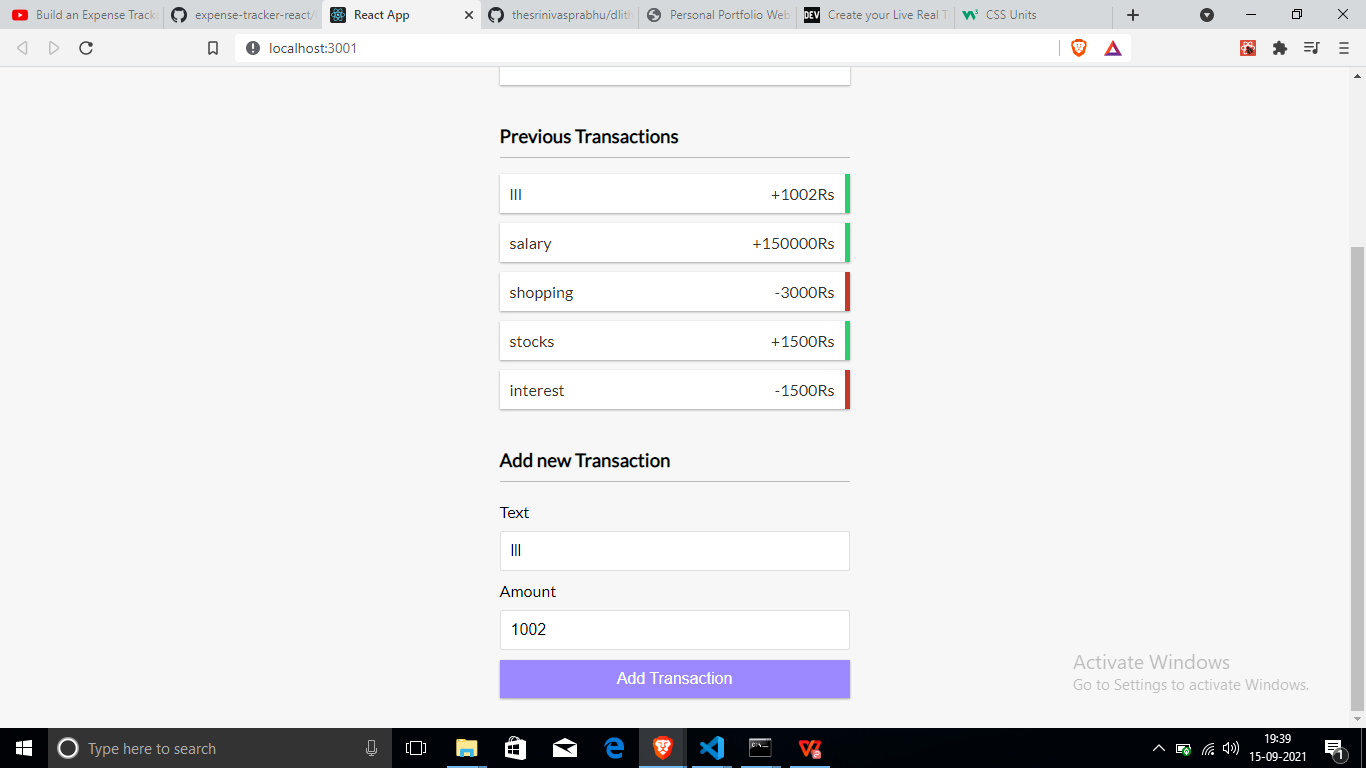 Build an Expense Track
expense-tracker-react/
React App
thesrinivasprabhu/dlith
Personal Portfolio Web
DEV
Create your Live Real T
CSS Units
localhost:3001
Previous Transactions
lll +1002Rs
salary +150000Rs
shopping -3000Rs
stocks +1500Rs
interest -1500Rs
Add new Transaction
Text
lll
Amount
1002
Add Transaction
Activate Windows
Go to Settings to activate Windows.
Type here to search
19:39
15-09-2021
1